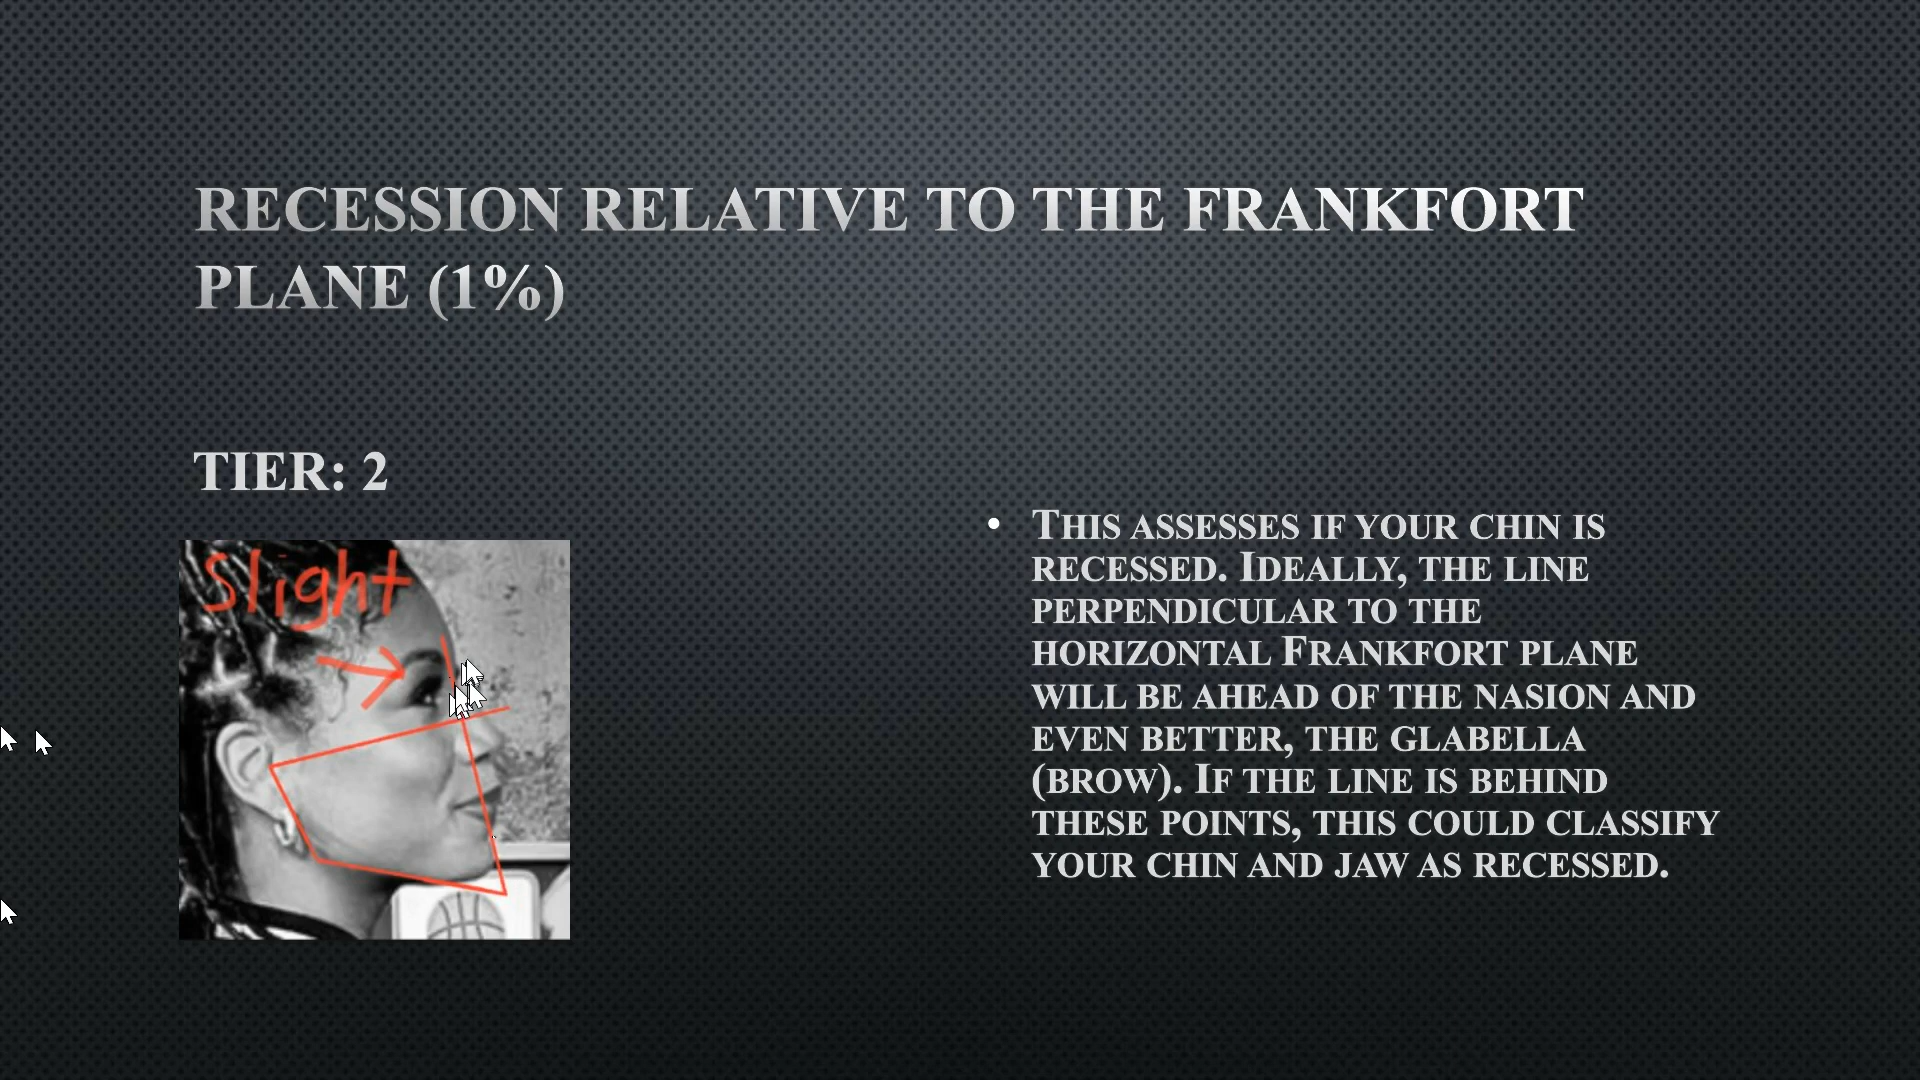 RECESSION RELATIVE TO THE FRANKFORT
PLANE (1%)
TIER: 2
Slight
• THIS ASSESSES IF YOUR CHIN IS
RECESSED. IDEALLY, THE LINE
PERPENDICULAR TO THE
HORIZONTAL FRANKFORT PLANE
WILL BE AHEAD OF THE NASION AND
EVEN BETTER, THE GLABELLA
(BROW). IF THE LINE IS BEHIND
THESE POINTS, THIS COULD CLASSIFY
YOUR CHIN AND JAW AS RECESSED.